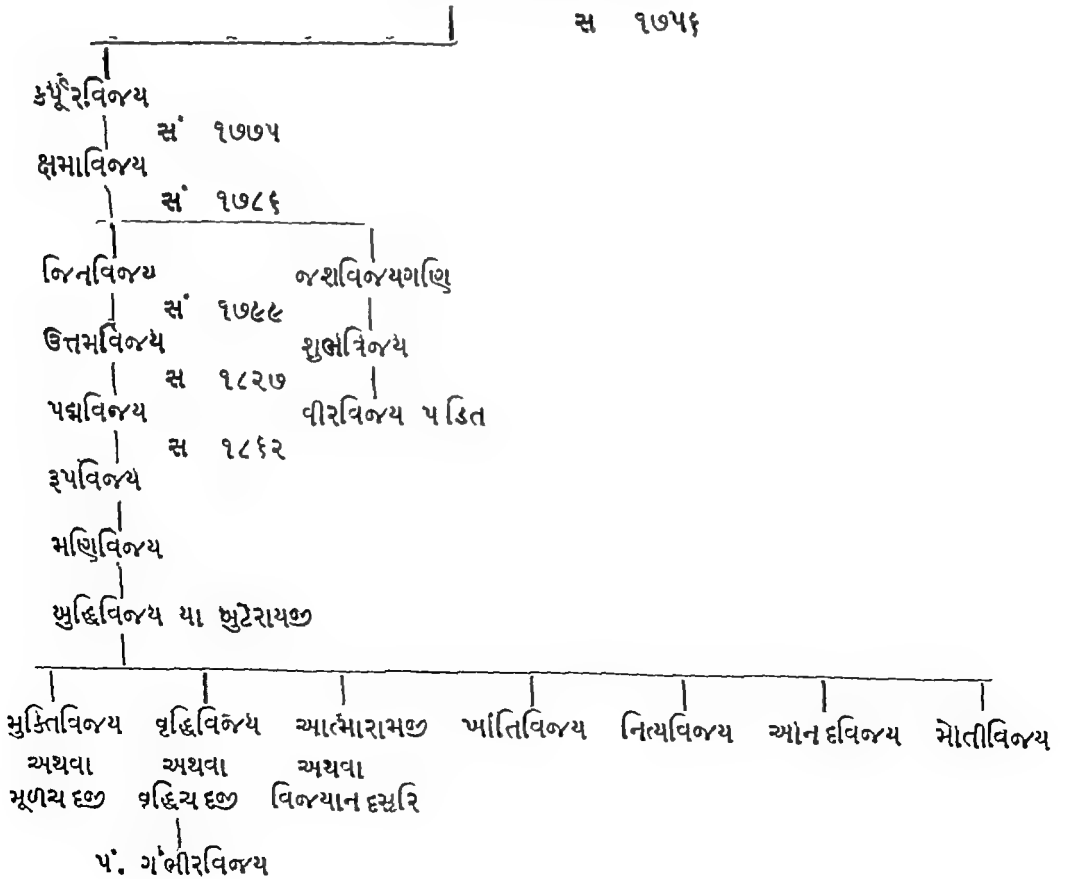 સ ૧૭૫૬
કર્પૂરવિજય
સં ૧૭૭૫
ક્ષમાવિજય
સં ૧૭૮૬
જિનવિજય જશવિજયગણિ
સં ૧૭૯૯
ઉત્તમવિજય શુભવિજય
સ ૧૮૨૭
પદ્મવિજય વીરવિજય પ ડિત
સ ૧૮૬૨
રૂપવિજય
મણિવિજય
બુદ્ધિવિજય યા બુટેરાયજી
મુક્તિવિજય વૃદ્ધિવિજય આત્મારામજી ખાંતિવિજય નિત્યવિજય આન દવિજય મોતીવિજય
અથવા અથવા અથવા
મૂળચ દજી વૃદ્ધિચ દજી વિજયાન દસૂરિ
પં. ગંભીરવિજય